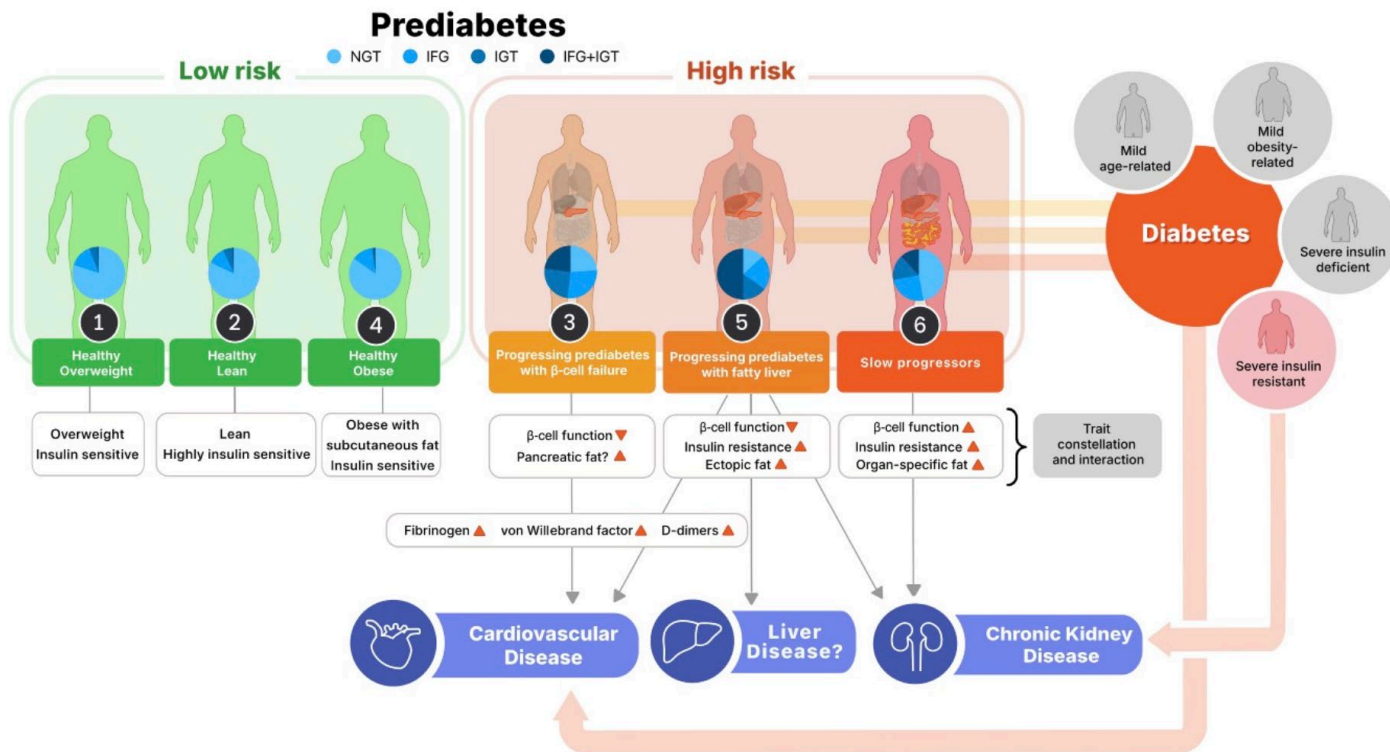 Prediabetes
NGT IFG IGT IFG+IGT
Low risk
High risk
1
Healthy
Overweight
2
Healthy
Lean
4
Healthy
Obese
3
Progressing prediabetes
with β-cell failure
5
Progressing prediabetes
with fatty liver
6
Slow progressors
Overweight
Insulin sensitive
Lean
Highly insulin sensitive
Obese with
subcutaneous fat
Insulin sensitive
β-cell function ▼
Pancreatic fat? ▲
β-cell function ▼
Insulin resistance ▲
Ectopic fat ▲
β-cell function ▲
Insulin resistance ▲
Organ-specific fat ▲
Trait
constellation
and interaction
Fibrinogen ▲ von Willebrand factor ▲ D-dimers ▲
Cardiovascular
Disease
Liver
Disease?
Chronic Kidney
Disease
Diabetes
Mild
age-related
Mild
obesity-
related
Severe insulin
deficient
Severe insulin
resistant